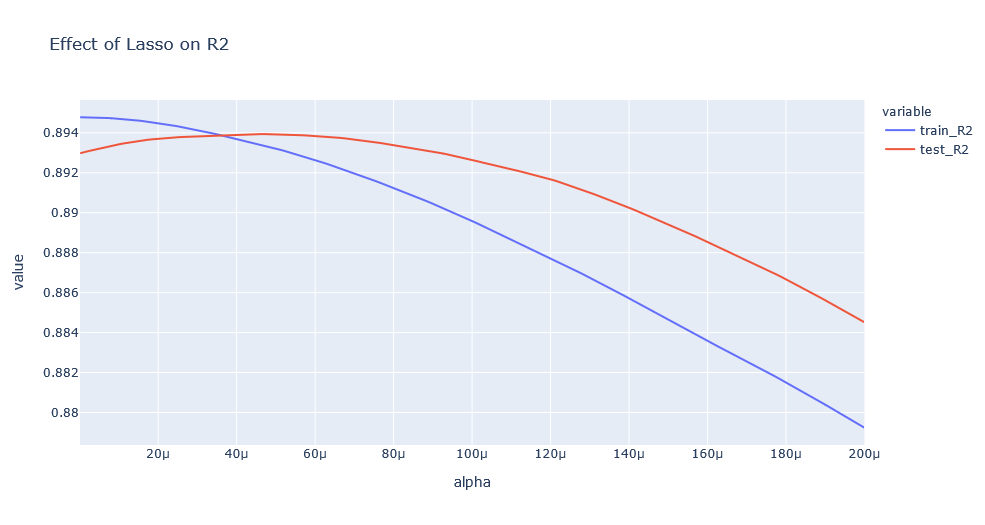 Effect of Lasso on R2
variable
train_R2
test_R2
value
0.894
0.892
0.89
0.888
0.886
0.884
0.882
0.88
20μ 40μ 60μ 80μ 100μ 120μ 140μ 160μ 180μ 200μ
alpha